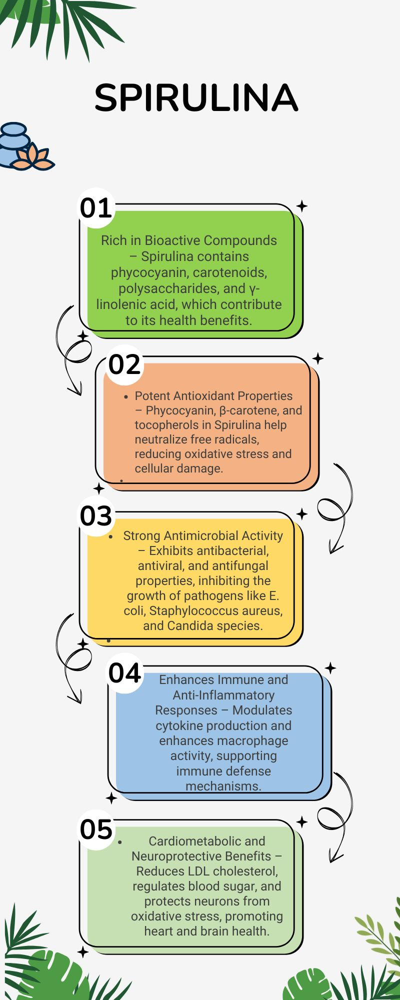 SPIRULINA
01
Rich in Bioactive Compounds
– Spirulina contains
phycocyanin, carotenoids,
polysaccharides, and γ-
linolenic acid, which contribute
to its health benefits.
02
• Potent Antioxidant Properties
– Phycocyanin, β-carotene, and
tocopherols in Spirulina help
neutralize free radicals,
reducing oxidative stress and
cellular damage.
•
03
• Strong Antimicrobial Activity
– Exhibits antibacterial,
antiviral, and antifungal
properties, inhibiting the
growth of pathogens like E.
coli, Staphylococcus aureus,
and Candida species.
•
04
Enhances Immune and
Anti-Inflammatory
Responses – Modulates
cytokine production and
enhances macrophage
activity, supporting
immune defense
mechanisms.
05
• Cardiometabolic and
Neuroprotective Benefits –
Reduces LDL cholesterol,
regulates blood sugar, and
protects neurons from
oxidative stress, promoting
heart and brain health.